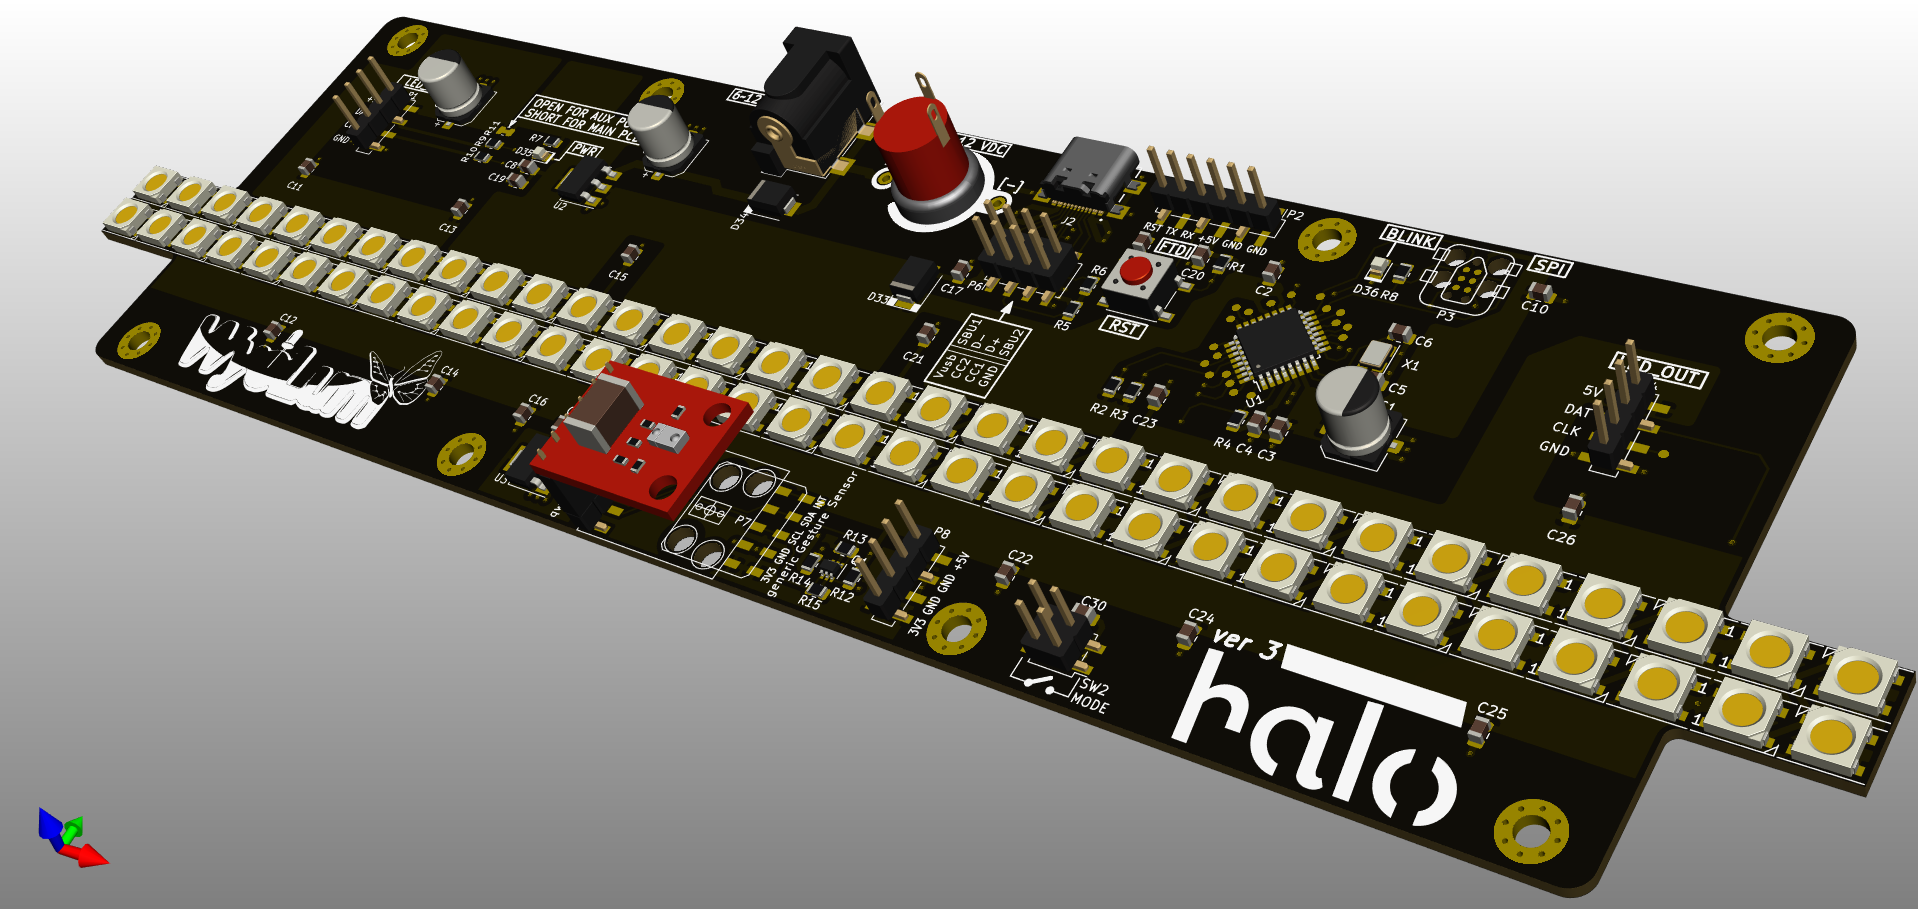 LED
GND
C11
R11
R9
R10
OPEN FOR AUX P
SHORT FOR MAIN PC
R7
D35
C8
C19
PWR
U2
6-12
12 VDC
[-]
D34
C13
C15
J2
P2
RST TX RX +5V GND GND
FTDI
C20
R1
R6
R5
RST
C2
BLINK
D36
R8
P3
SPI
C10
D33
C17
P6
C21
SBU1
D-
D+
SBU2
Vusb
CC2
CC1
GND
C6
X1
C5
U1
R2
R3
C23
R4
C4
C3
LED_OUT
5V
DAT
CLK
GND
C26
C12
C14
C16
P7
3V3 GND SCL SDA INT
generic Gesture Sensor
R13
R14
R12
R15
P8
3V3 GND GND +5V
C22
C30
SW2
MODE
C24
ver 3
halo
C25